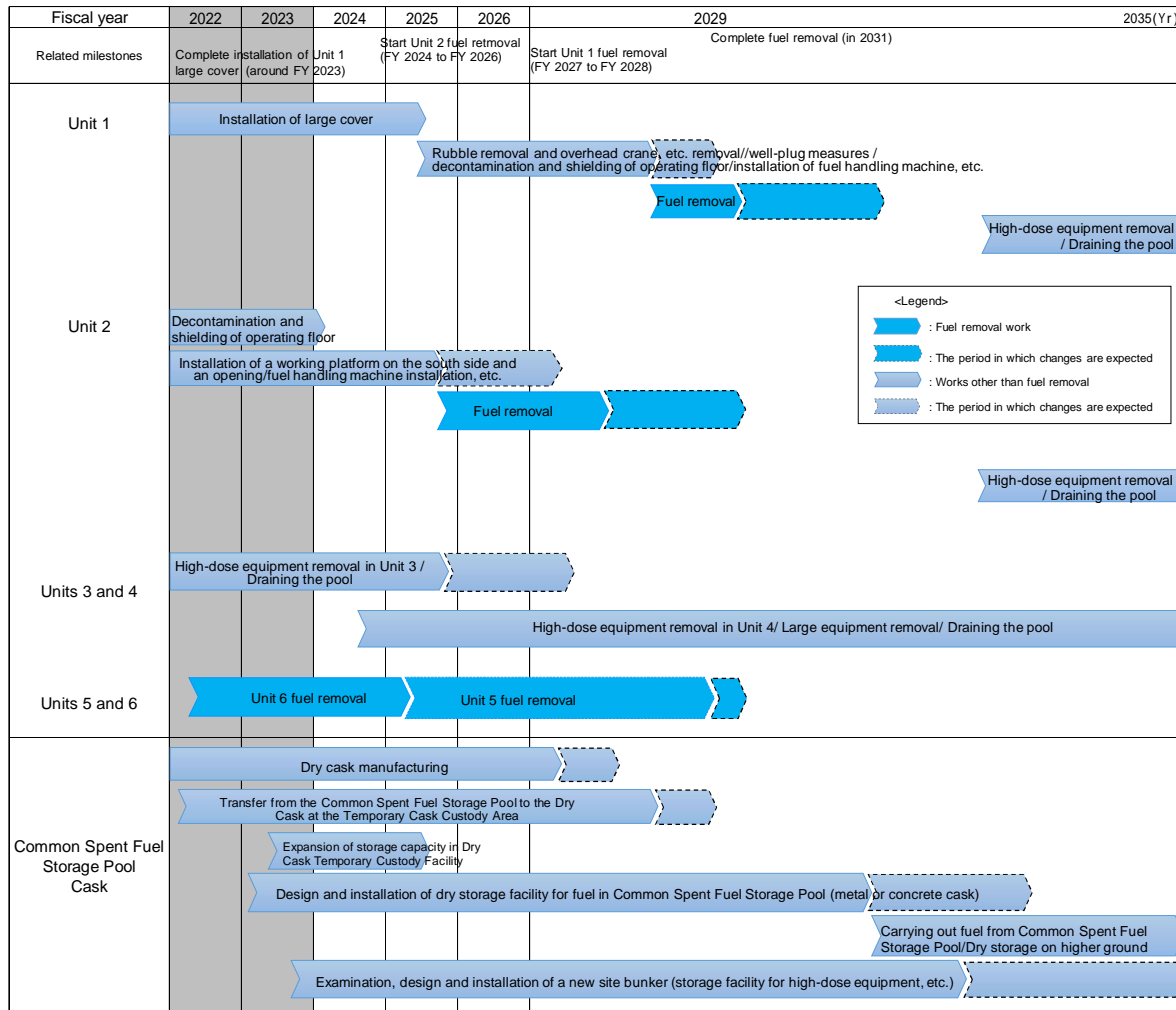 Fiscal year
2022
2023
2024
2025
2026
2029
2035(Yr)
Related milestones
Complete installation of Unit 1
large cover (around FY 2023)
Start Unit 2 fuel retmoval
(FY 2024 to FY 2026)
Start Unit 1 fuel removal
(FY 2027 to FY 2028)
Complete fuel removal (in 2031)
Unit 1
Installation of large cover
Rubble removal and overhead crane, etc. removal//well-plug measures /
decontamination and shielding of operating floor/installation of fuel handling machine, etc.
Fuel removal
High-dose equipment removal
/ Draining the pool
Unit 2
Decontamination and
shielding of operating floor
Installation of a working platform on the south side and
an opening/fuel handling machine installation, etc.
Fuel removal
High-dose equipment removal
/ Draining the pool
<Legend>
: Fuel removal work
: The period in which changes are expected
: Works other than fuel removal
: The period in which changes are expected
Units 3 and 4
High-dose equipment removal in Unit 3 /
Draining the pool
High-dose equipment removal in Unit 4/ Large equipment removal/ Draining the pool
Units 5 and 6
Unit 6 fuel removal
Unit 5 fuel removal
Common Spent Fuel
Storage Pool
Cask
Dry cask manufacturing
Transfer from the Common Spent Fuel Storage Pool to the Dry
Cask at the Temporary Cask Custody Area
Expansion of storage capacity in Dry
Cask Temporary Custody Facility
Design and installation of dry storage facility for fuel in Common Spent Fuel Storage Pool (metal or concrete cask)
Carrying out fuel from Common Spent Fuel
Storage Pool/Dry storage on higher ground
Examination, design and installation of a new site bunker (storage facility for high-dose equipment, etc.)